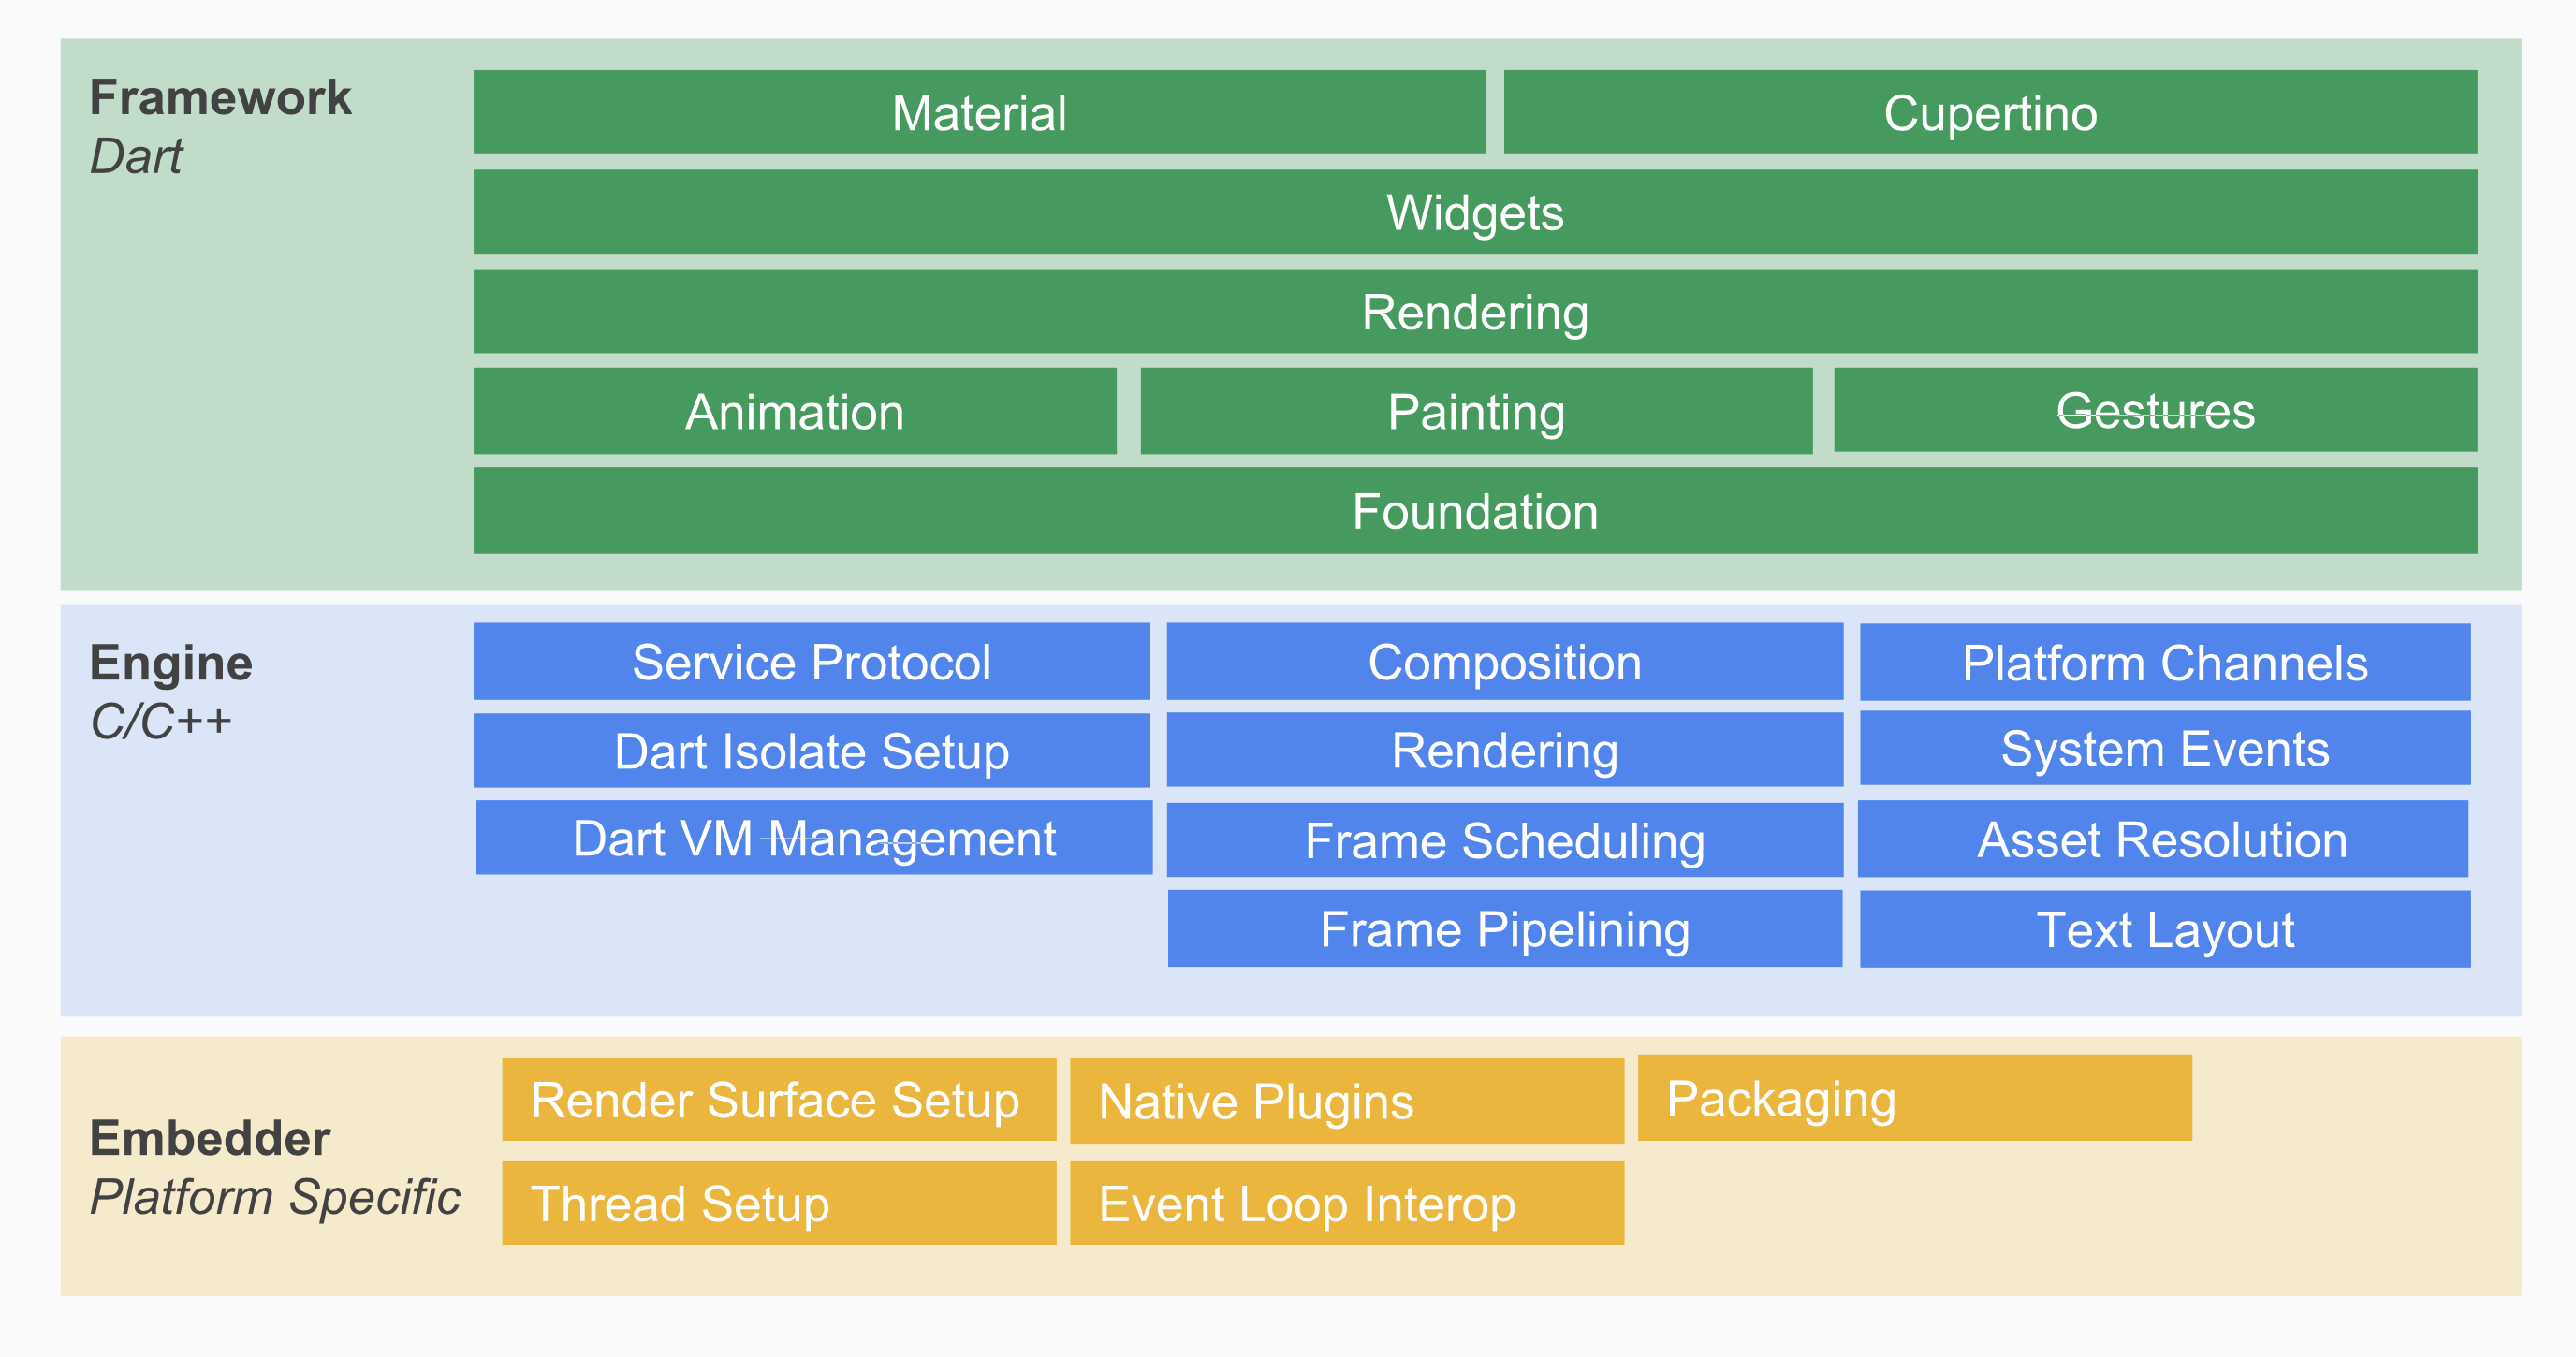 Framework
Dart
Material
Cupertino
Widgets
Rendering
Animation
Painting
Gestures
Foundation
Engine
C/C++
Service Protocol
Composition
Platform Channels
Dart Isolate Setup
Rendering
System Events
Dart VM Management
Frame Scheduling
Asset Resolution
Frame Pipelining
Text Layout
Embedder
Platform Specific
Render Surface Setup
Native Plugins
Packaging
Thread Setup
Event Loop Interop